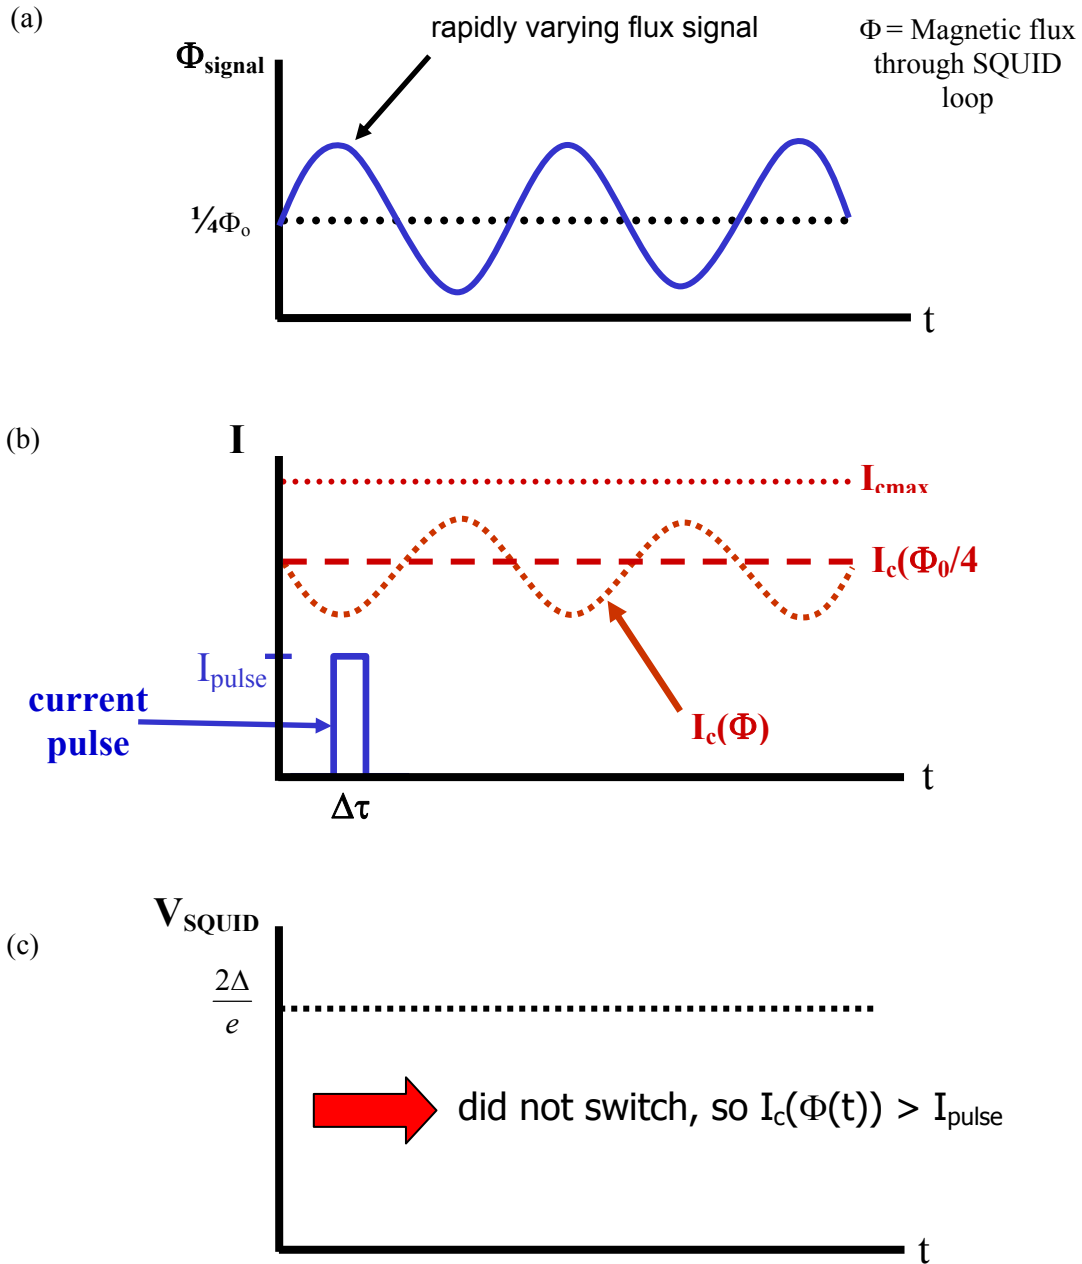 (a)
rapidly varying flux signal
Φ = Magnetic flux
through SQUID
loop
Φsignal
¼Φo
t
(b)
I
Icmax
Ic(Φ0/4
Ipulse
current
pulse
Ic(Φ)
t
Δτ
VSQUID
(c)
2Δ
e
did not switch, so Ic(Φ(t)) > Ipulse
t